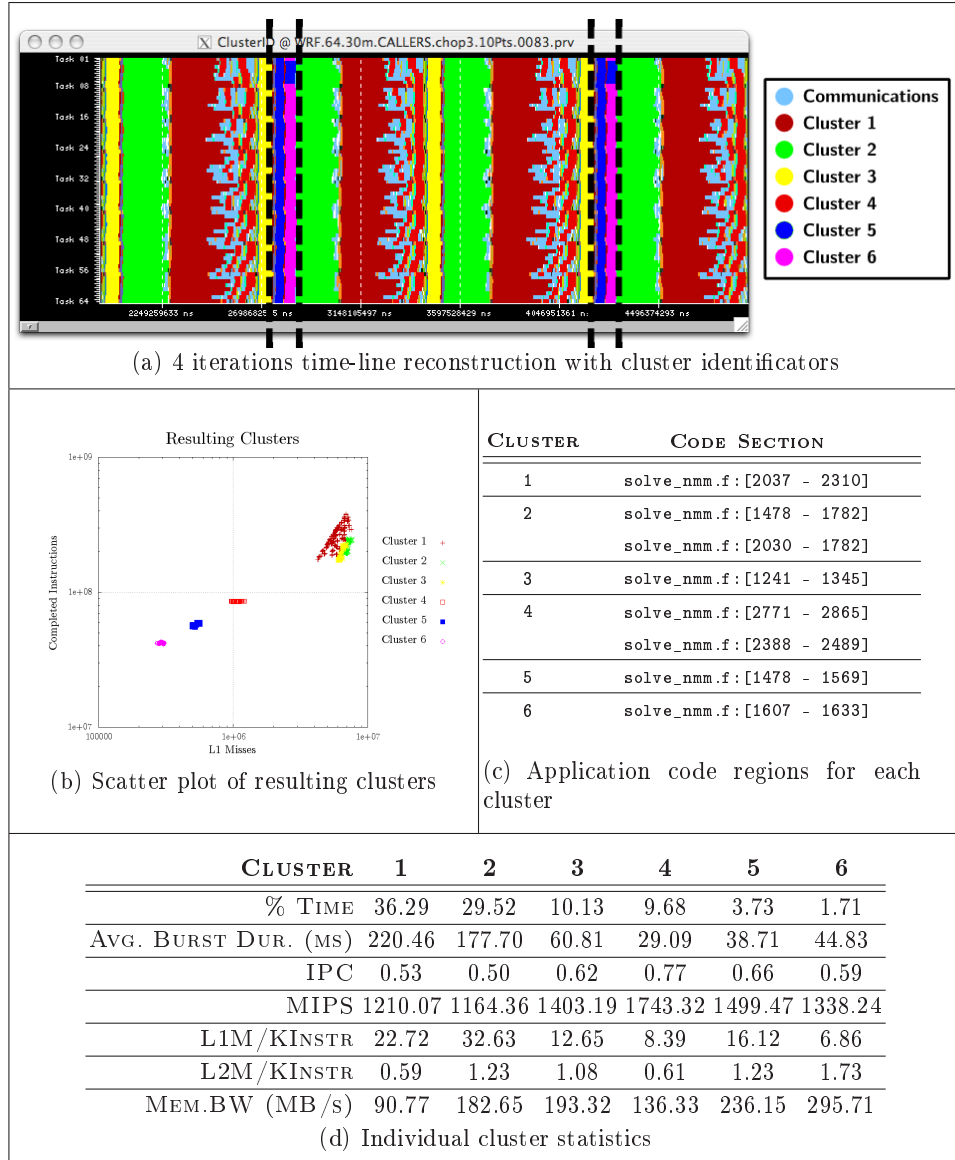 ClusterID @ WRF.64.30m.CALLERS.chop3.10Pts.0083.prv
Task 01
Task 08
Task 16
Task 24
Task 32
Task 40
Task 48
Task 56
Task 64
2249259633 ns 26986825 5 ns 3148105497 ns 3597528429 ns 4046951361 n: 4496374293 ns
Communications
Cluster 1
Cluster 2
Cluster 3
Cluster 4
Cluster 5
Cluster 6
(a) 4 iterations time-line reconstruction with cluster identificators
Resulting Clusters
Completed Instructions
1e+09
1e+08
1e+07
100000 1e+06 1e+07
L1 Misses
Cluster 1
Cluster 2
Cluster 3
Cluster 4
Cluster 5
Cluster 6
(b) Scatter plot of resulting clusters
CLUSTER CODE SECTION
1 solve_nmm.f:[2037 - 2310]
2 solve_nmm.f:[1478 - 1782]
solve_nmm.f:[2030 - 1782]
3 solve_nmm.f:[1241 - 1345]
4 solve_nmm.f:[2771 - 2865]
solve_nmm.f:[2388 - 2489]
5 solve_nmm.f:[1478 - 1569]
6 solve_nmm.f:[1607 - 1633]
(c) Application code regions for each
cluster
CLUSTER 1 2 3 4 5 6
% TIME 36.29 29.52 10.13 9.68 3.73 1.71
AVG. BURST DUR. (MS) 220.46 177.70 60.81 29.09 38.71 44.83
IPC 0.53 0.50 0.62 0.77 0.66 0.59
MIPS 1210.07 1164.36 1403.19 1743.32 1499.47 1338.24
L1M/KINSTR 22.72 32.63 12.65 8.39 16.12 6.86
L2M/KINSTR 0.59 1.23 1.08 0.61 1.23 1.73
MEM.BW (MB/S) 90.77 182.65 193.32 136.33 236.15 295.71
(d) Individual cluster statistics